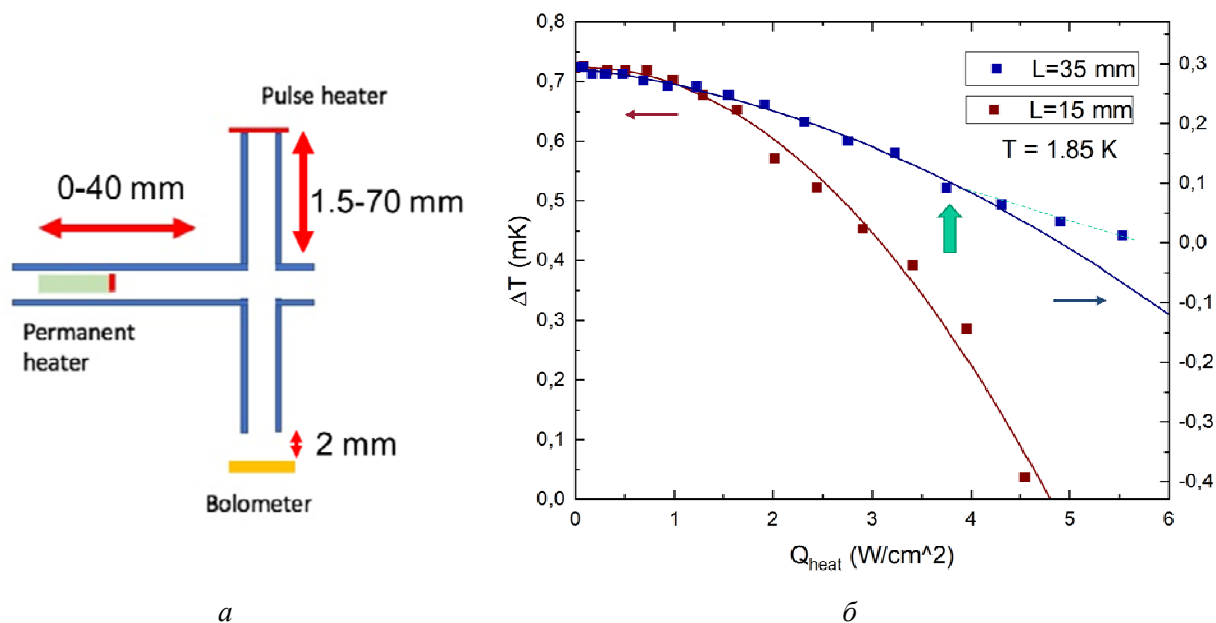 Pulse heater
0-40 mm
1.5-70 mm
Permanent
heater
2 mm
Bolometer
а
0,8
0,7
0,6
0,5
0,4
0,3
0,2
0,1
0,0
ΔT (mK)
L=35 mm
L=15 mm
T = 1.85 K
0,3
0,2
0,1
0,0
-0,1
-0,2
-0,3
-0,4
0 1 2 3 4 5 6
Qheat (W/cm^2)
б